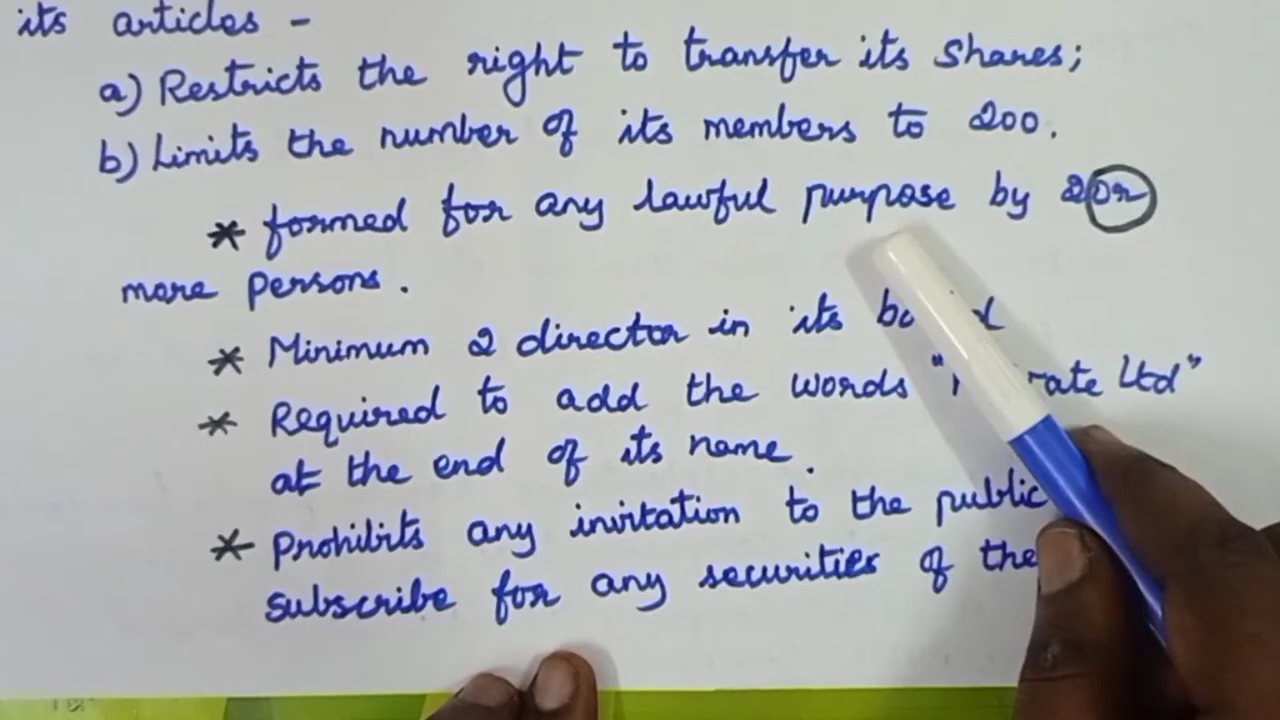 its articles -
a) Restricts the right to transfer its shares;
b) Limits the number of its members to 200.
* formed for any lawful purpose by 2 or
more persons.
* Minimum 2 director in its
* Required to add the words " Ltd"
at the end of its name.
* Prohibits any invitation to the public
subscribe for any securities of the